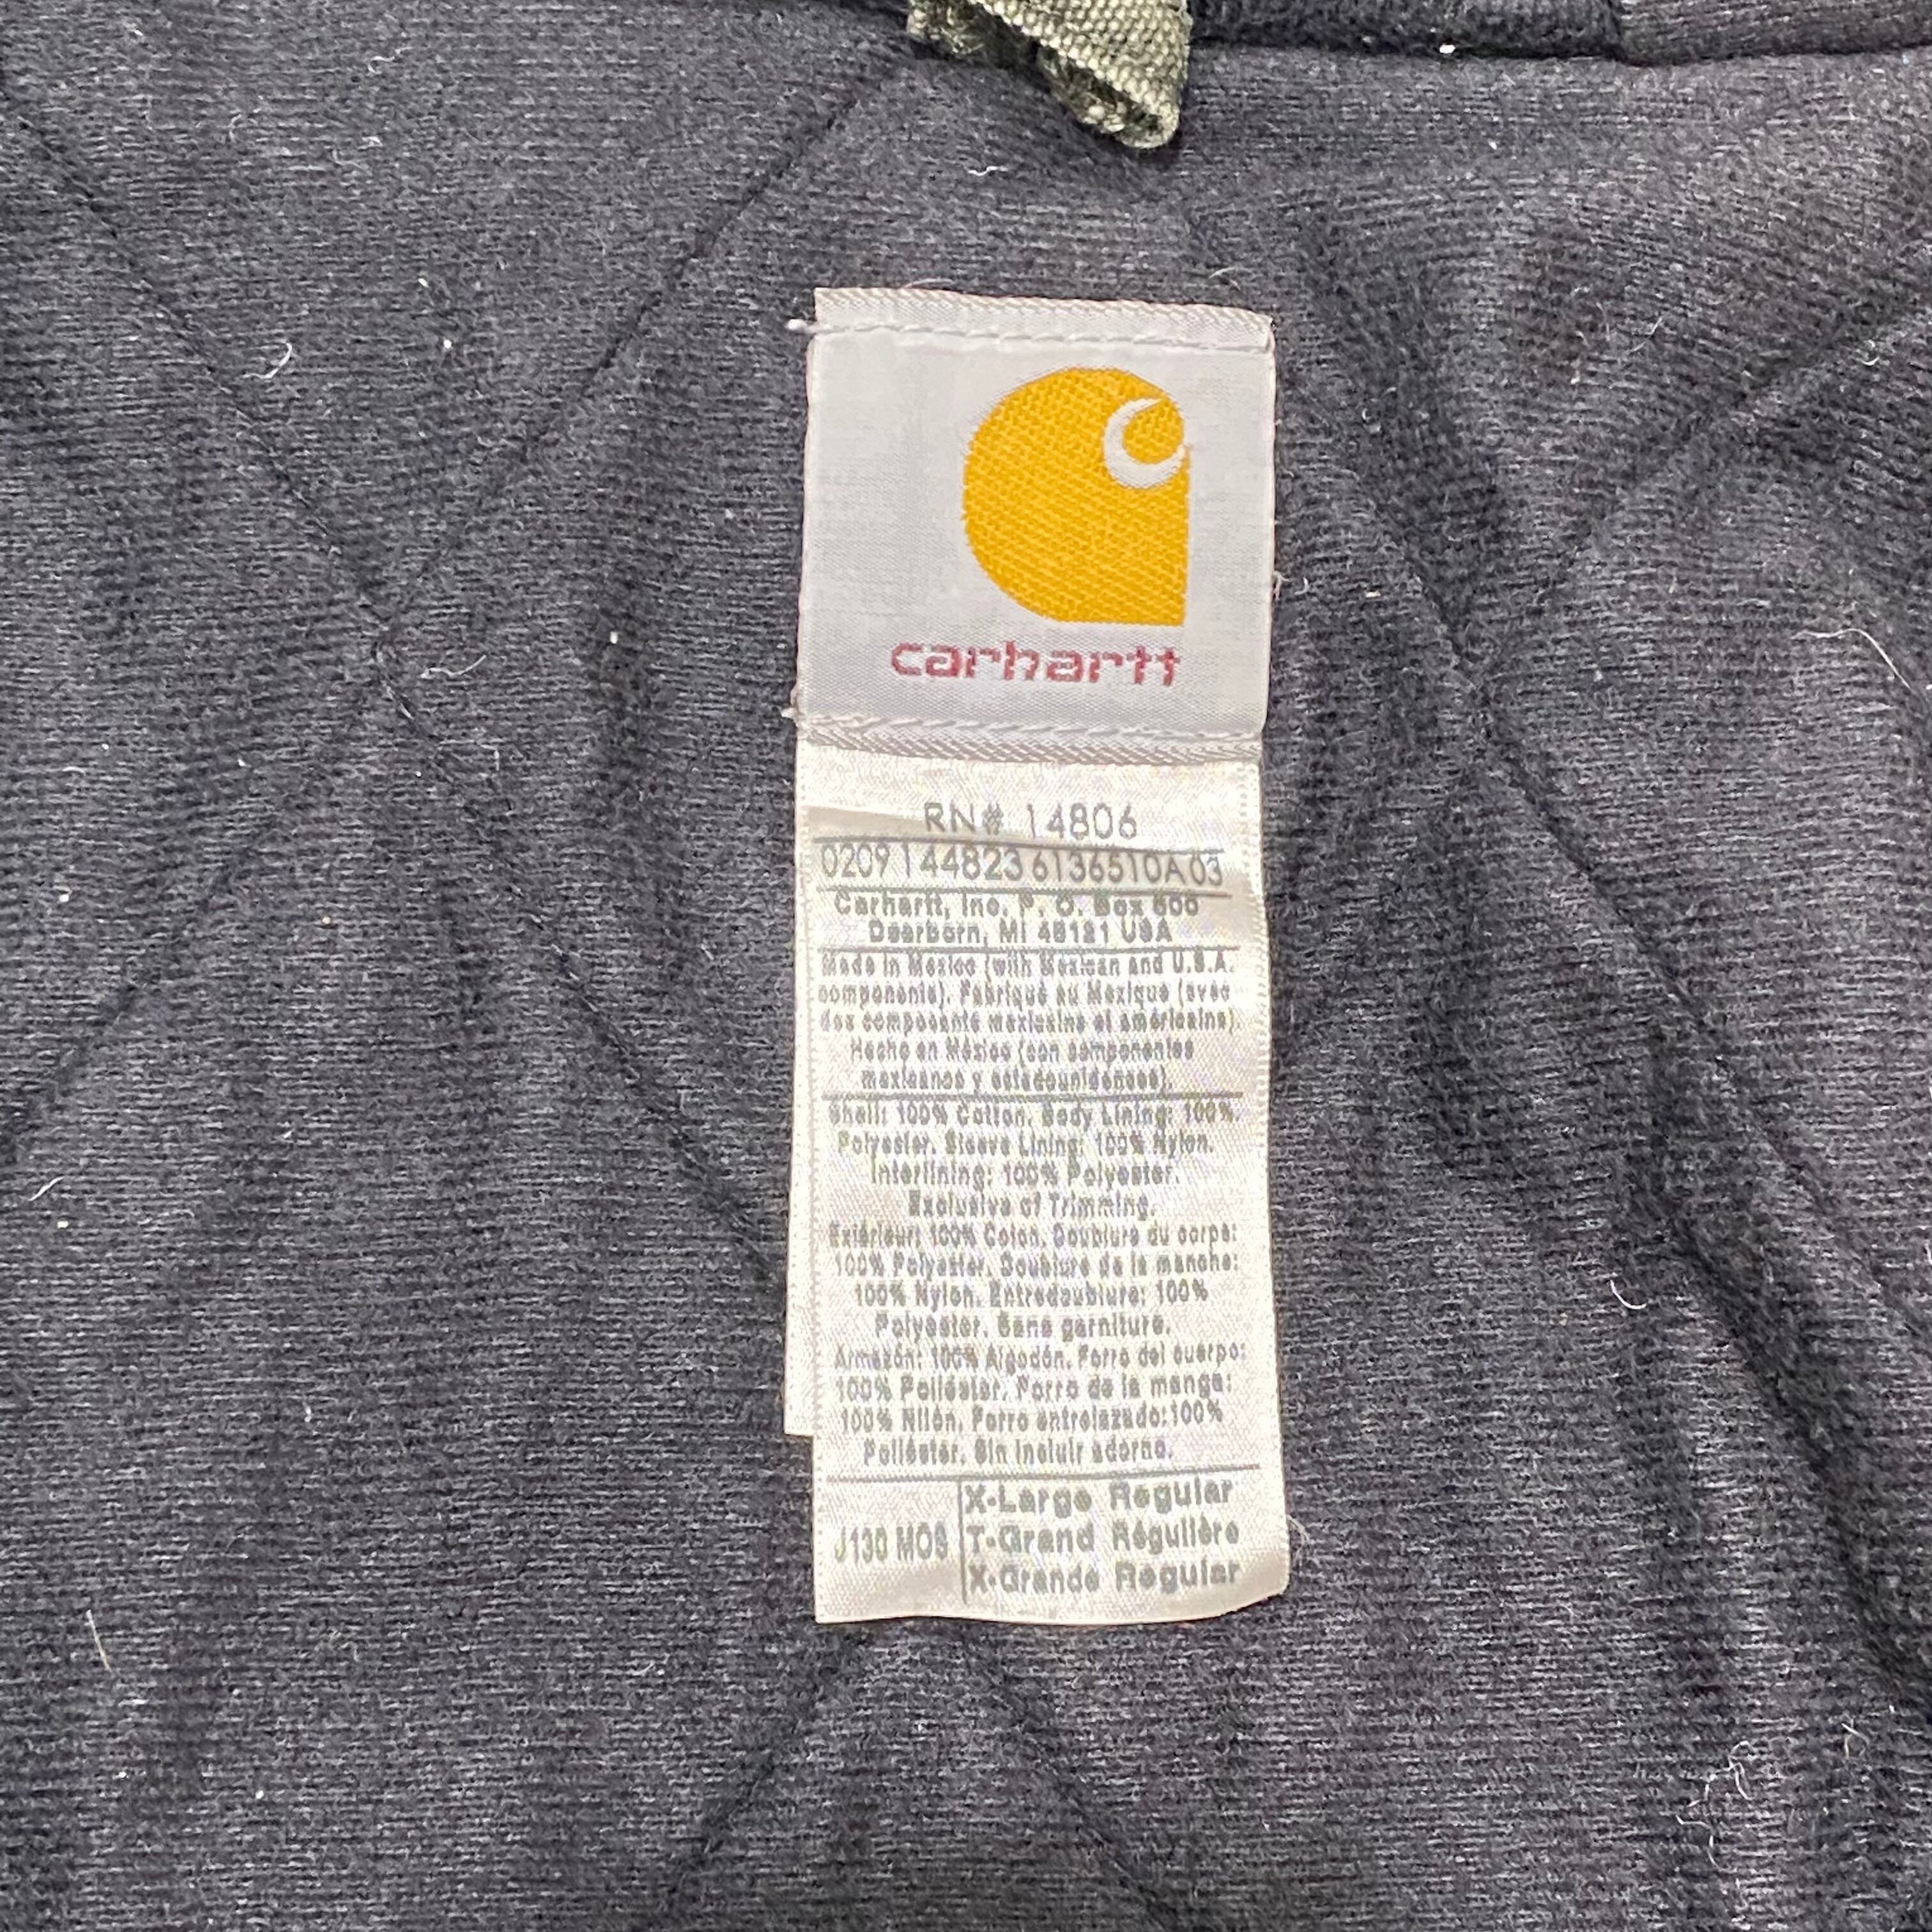 carhartt
RN# 14806
0209 144823 6136510A 03
Carhartt, Inc. P. O. Box 600
Dearborn, MI 48121 USA
Made in Mexico (with Mexican and U.S.A.
components). Fabriqué au Mexique (avec
des composants mexicains et américains).
Hecho en México (con componentes
mexicanos y estadounidenses).
Shell: 100% Cotton. Body Lining: 100%
Polyester. Sleeve Lining: 100% Nylon.
Interlining: 100% Polyester.
Exclusive of Trimming.
Extérieur: 100% Coton. Doublure du corps:
100% Polyester. Doublure de la manche:
100% Nylon. Entredoublure: 100%
Polyester. Sans garniture.
Armazón: 100% Algodón. Forro del cuerpo:
100% Poliéster. Forro de la manga:
100% Nilón. Forro entrelazado:100%
Poliéster. Sin incluir adorno.
J130 MOS
X-Large Regular
T-Grand Régulière
X-Grande Regular